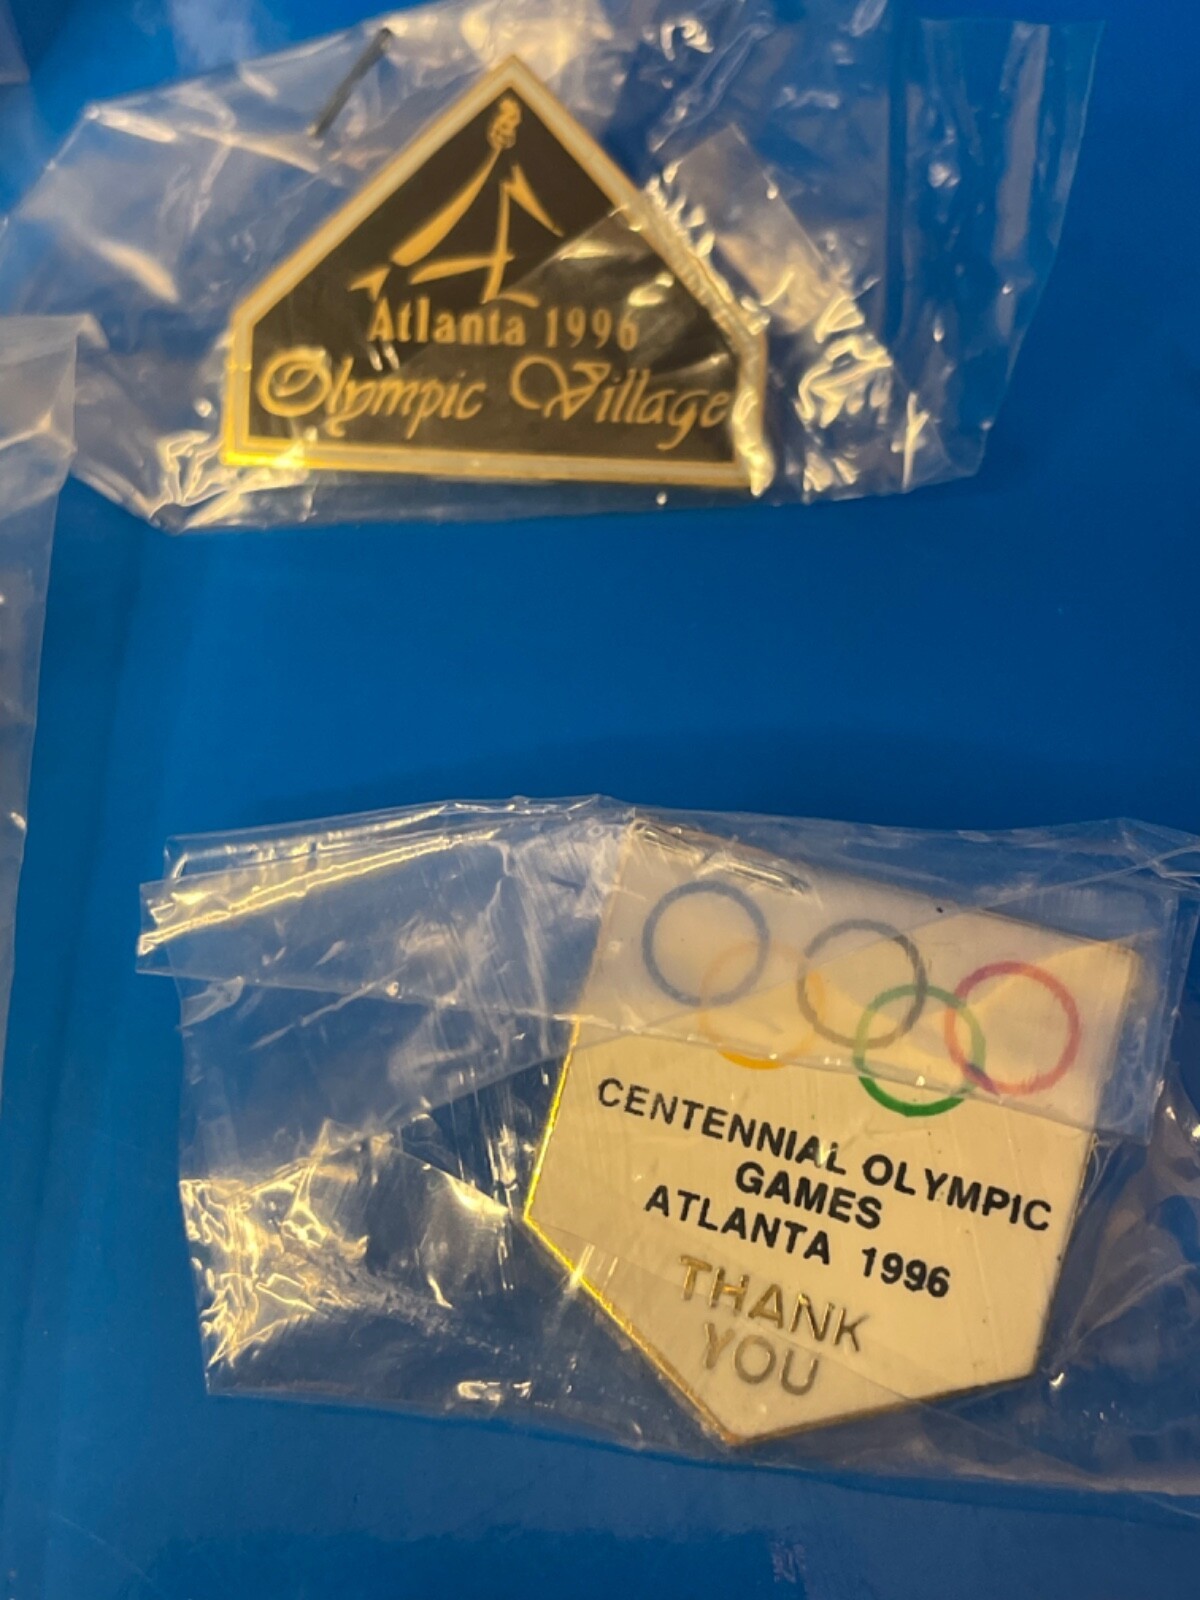 Atlanta 1996
Olympic Village
CENTENNIAL OLYMPIC
GAMES
ATLANTA 1996
THANK
YOU